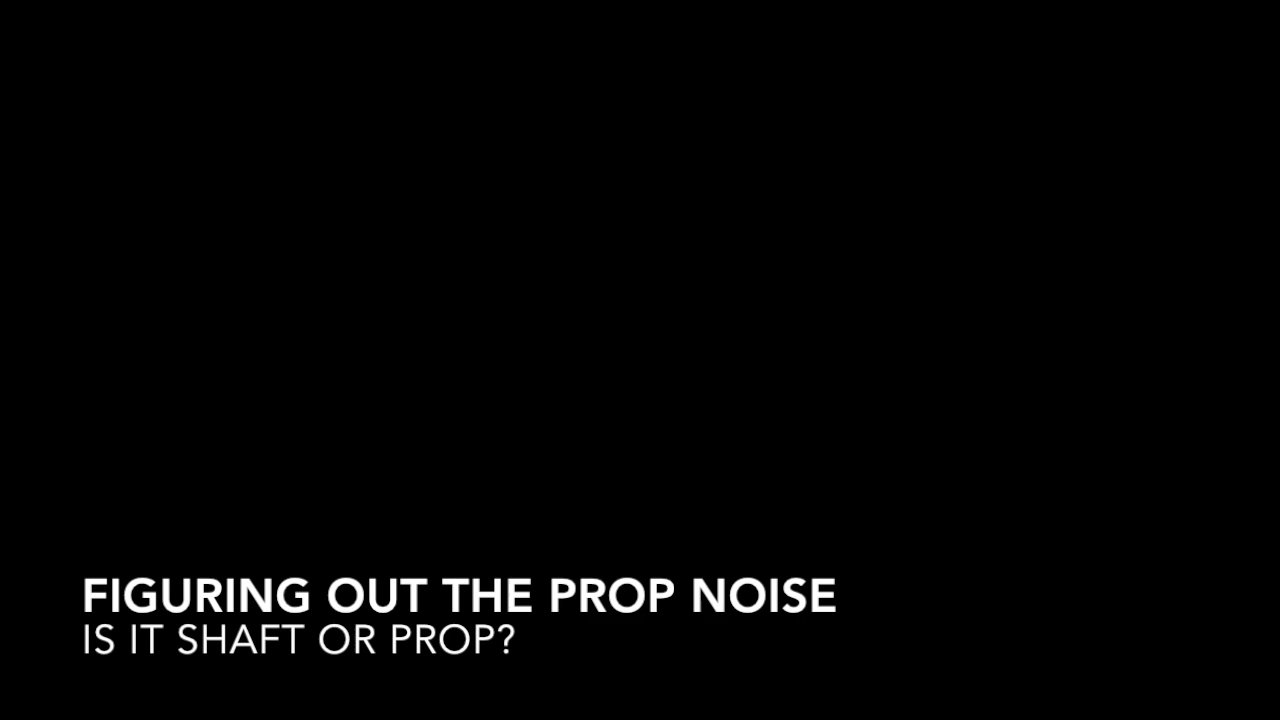 FIGURING OUT THE PROP NOISE
IS IT SHAFT OR PROP?